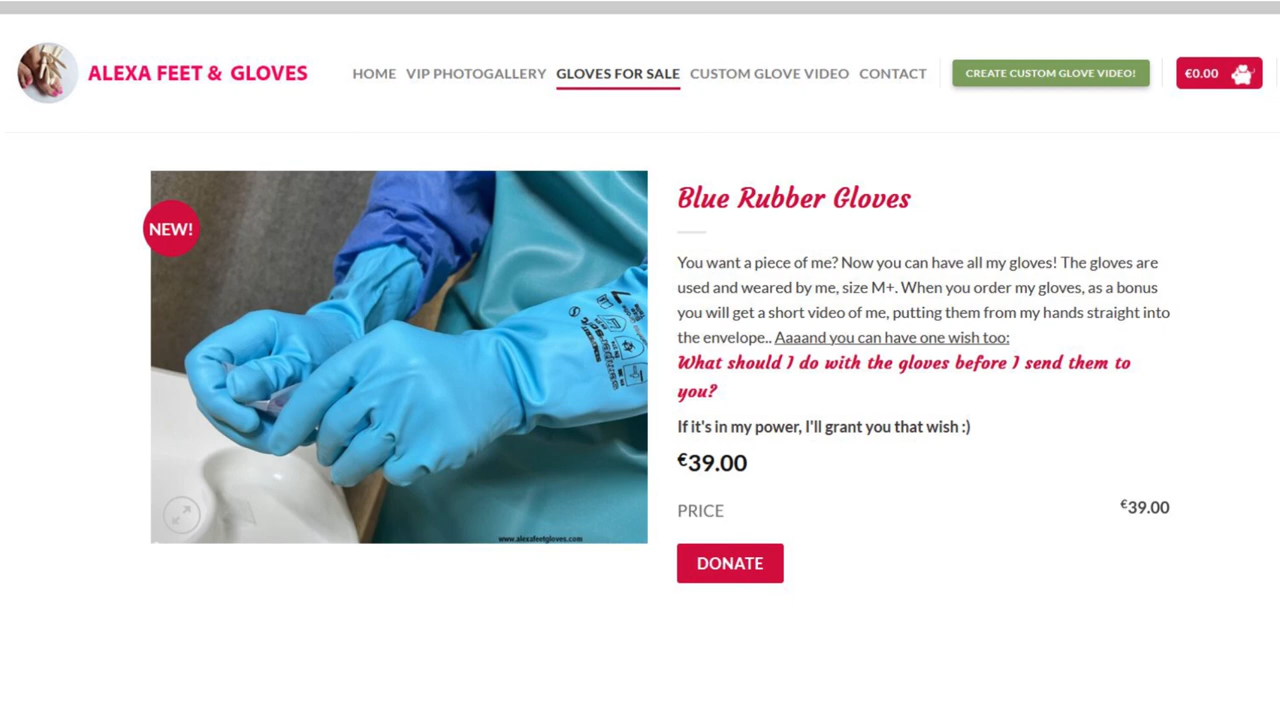 ALEXA FEET & GLOVES
HOME VIP PHOTOGALLERY GLOVES FOR SALE CUSTOM GLOVE VIDEO CONTACT
CREATE CUSTOM GLOVE VIDEO!
€0.00
NEW!
www.alexafeetgloves.com
Blue Rubber Gloves
You want a piece of me? Now you can have all my gloves! The gloves are
used and weared by me, size M+. When you order my gloves, as a bonus
you will get a short video of me, putting them from my hands straight into
the envelope.. Aaaand you can have one wish too:
What should I do with the gloves before I send them to
you?
If it's in my power, I'll grant you that wish :)
€39.00
PRICE €39.00
DONATE